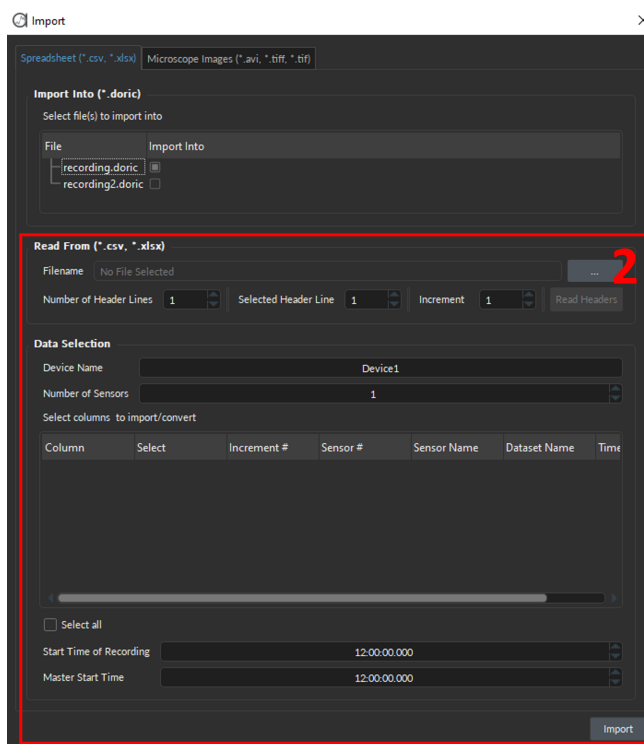 Import
Spreadsheet (*.csv, *.xlsx) Microscope Images (*.avi, *.tiff, *.tif)
Import Into (*.doric)
Select file(s) to import into
File Import Into
recording.doric
recording2.doric
Read From (*.csv, *.xlsx)
Filename No File Selected ... 2
Number of Header Lines 1 Selected Header Line 1 Increment 1 Read Headers
Data Selection
Device Name Device1
Number of Sensors 1
Select columns to import/convert
Column Select Increment # Sensor # Sensor Name Dataset Name Time
Select all
Start Time of Recording 12:00:00.000
Master Start Time 12:00:00.000
Import